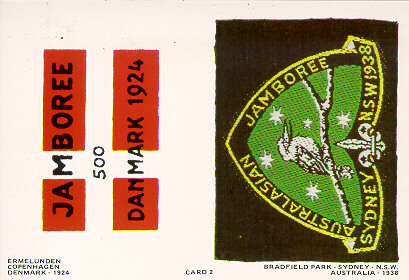 JAMBOREE
500
DANMARK 1924
AUSTRALASIAN JAMBOREE
SYDNEY N.S.W 1938
ERMELUNDEN
COPENHAGEN
DENMARK - 1924
CARD 2
BRADFIELD PARK - SYDNEY - N.S.W.
AUSTRALIA - 1938